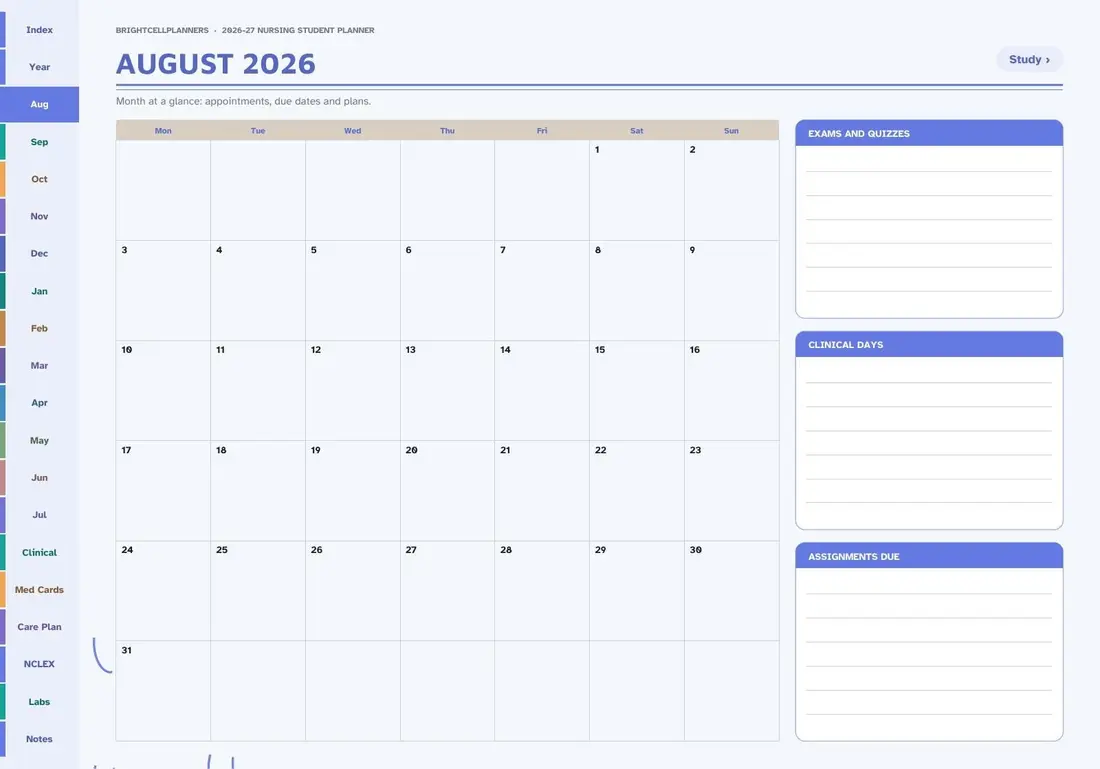 Index
Year
Aug
Sep
Oct
Nov
Dec
Jan
Feb
Mar
Apr
May
Jun
Jul
Clinical
Med Cards
Care Plan
NCLEX
Labs
Notes
BRIGHTCELLPLANNERS · 2026-27 NURSING STUDENT PLANNER
AUGUST 2026
Study ›
Month at a glance: appointments, due dates and plans.
Mon Tue Wed Thu Fri Sat Sun
1 2
3 4 5 6 7 8 9
10 11 12 13 14 15 16
17 18 19 20 21 22 23
24 25 26 27 28 29 30
31
EXAMS AND QUIZZES
CLINICAL DAYS
ASSIGNMENTS DUE